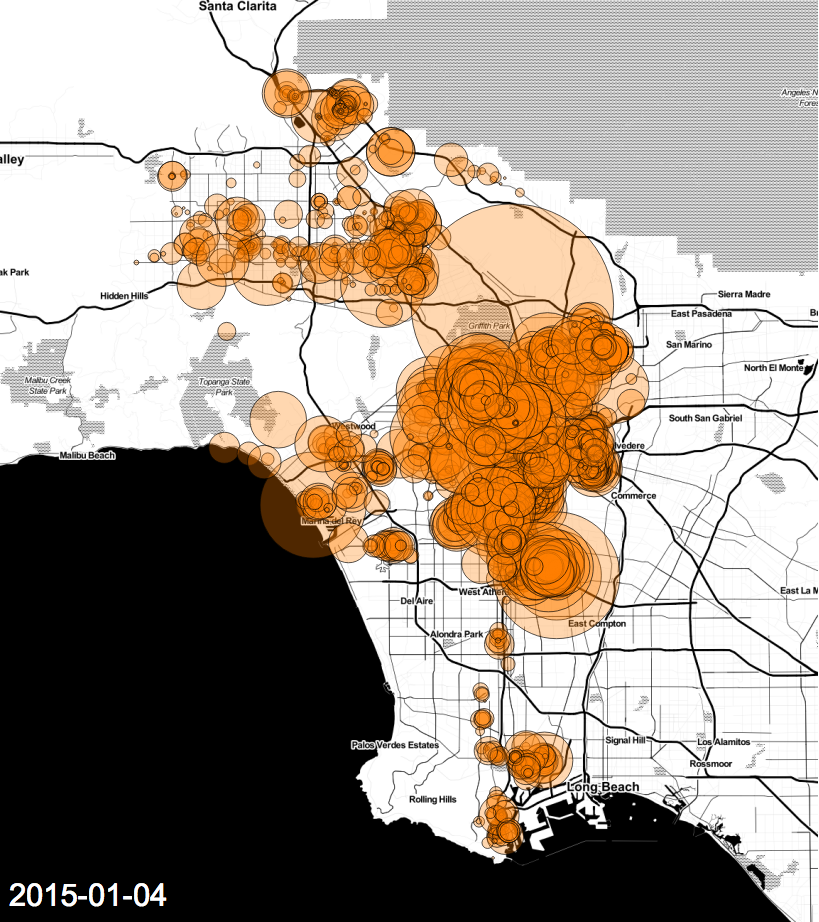 Santa Clarita
Angeles N
Fores
alley
ak Park
Hidden Hills
Sierra Madre
East Pasadena
Griffith Park
San Marino
North El Monte
Malibu Creek
State Park
Topanga State
Park
South San Gabriel
Westwood
lvedere
Malibu Beach
Commerce
Marina del Rey
West Athen
East La M
Del Aire
East Compton
Alondra Park
Palos Verdes Estates
Signal Hill
Los Alamitos
Rossmoor
Long Beach
Rolling Hills
2015-01-04